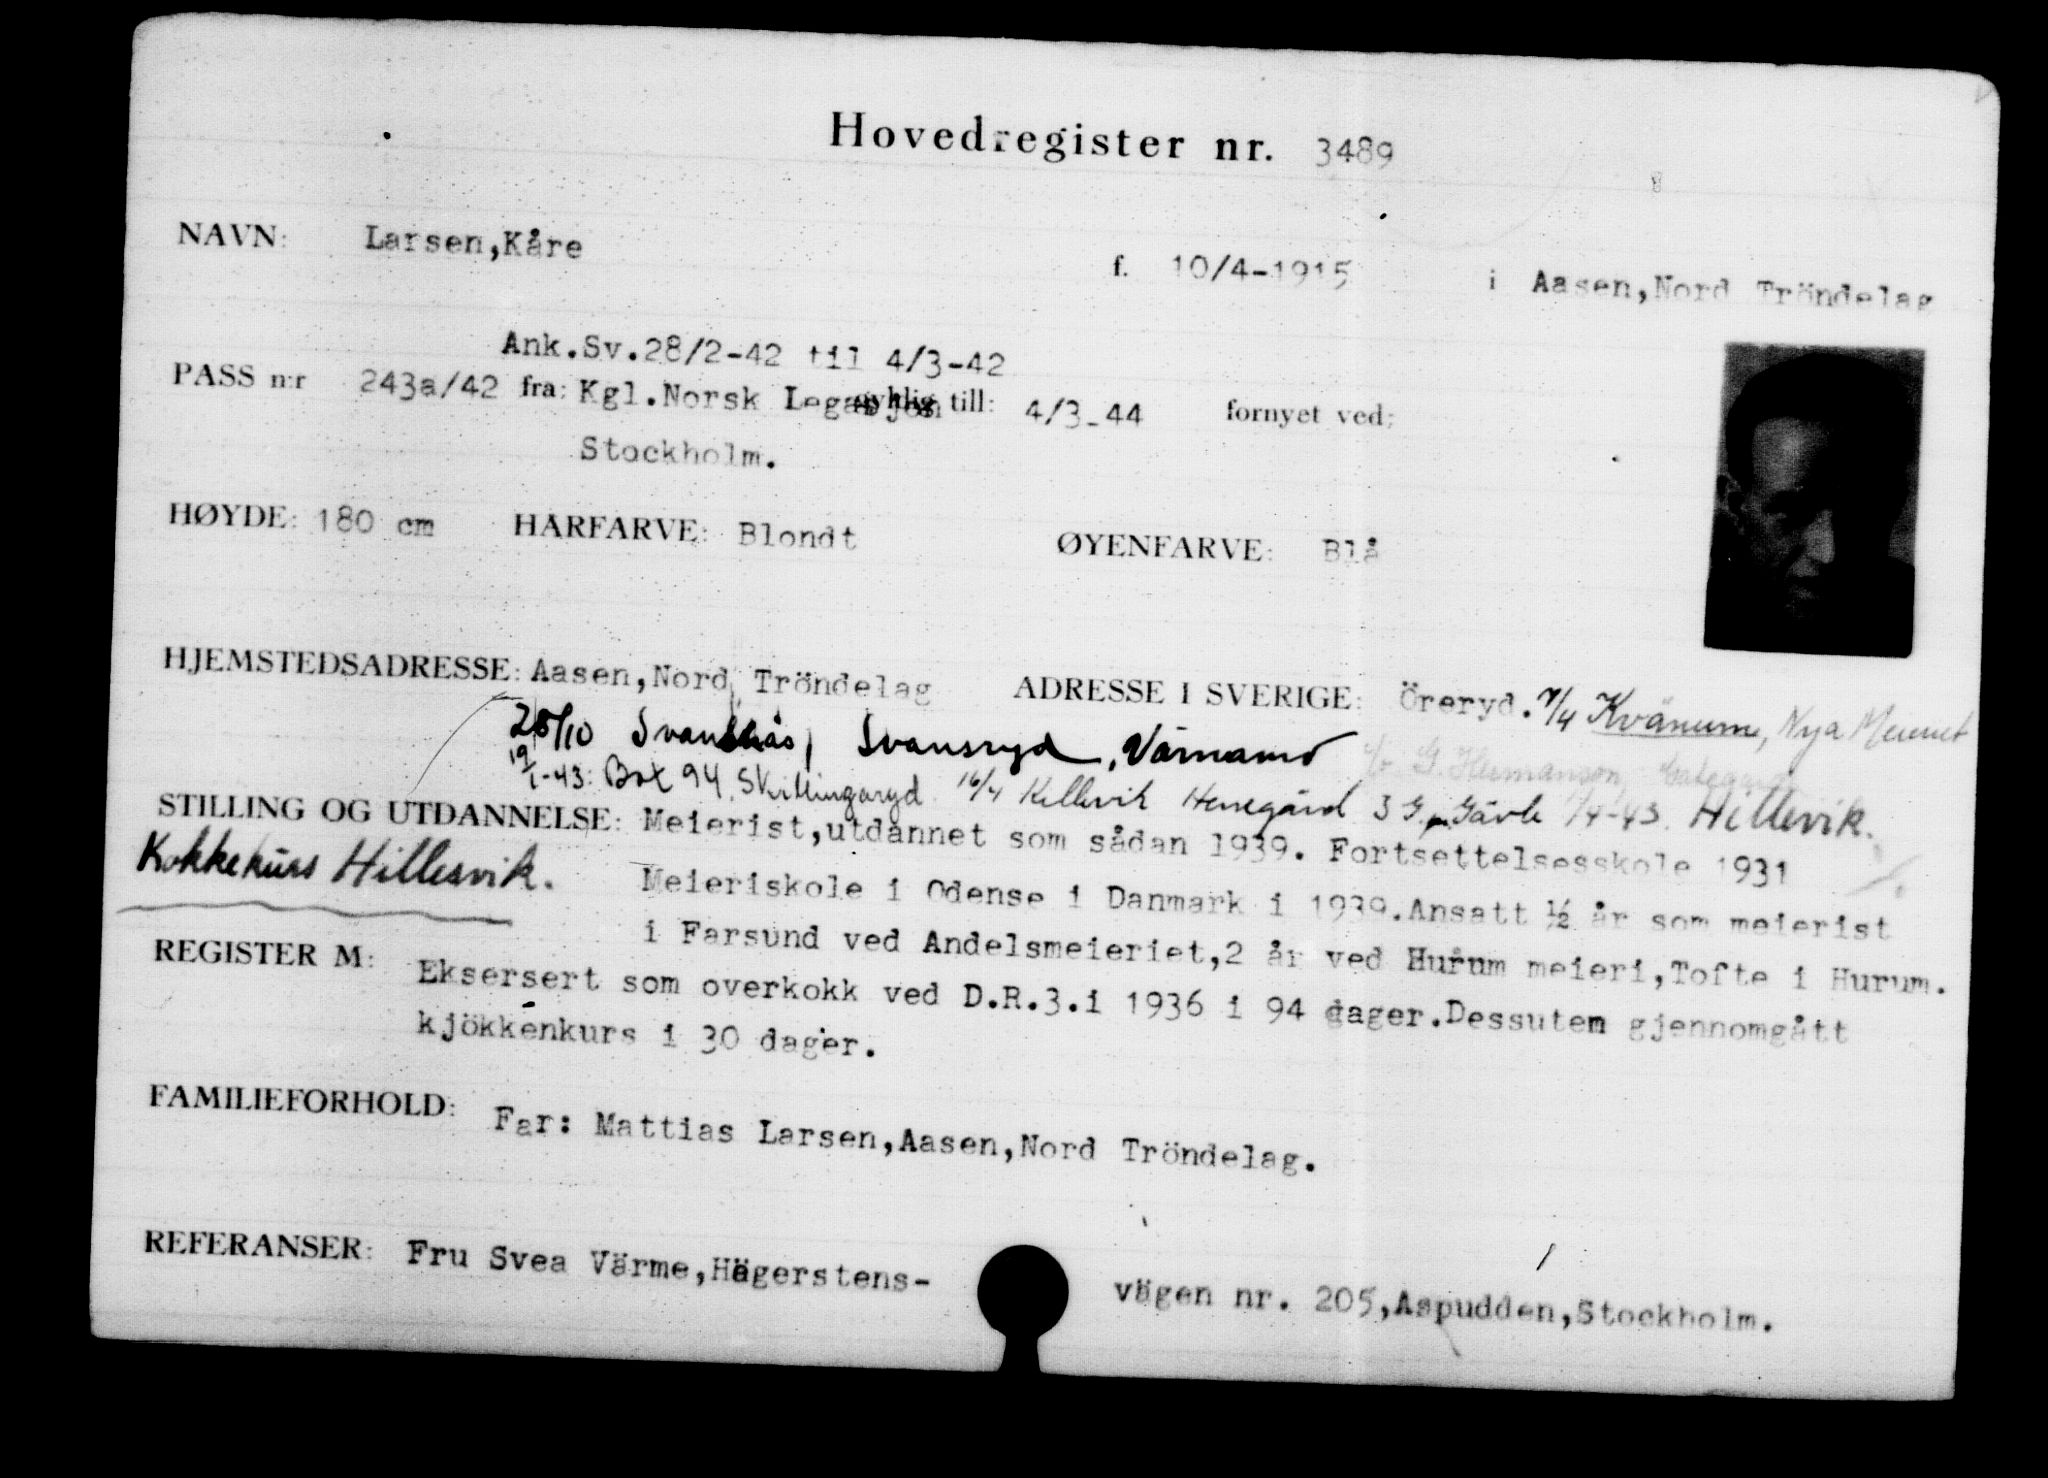 Hovedregister nr. 3489
NAVN: Larsen,Kåre f. 10/4-1915 i Aasen,Nord Tröndelag
Ank.Sv.28/2-42 til 4/3-42
PASS n:r 243a/42 fra: Kgl.Norsk Legasjon gyldig till: 4/3-44 fornyet ved:
Stockholm.
HØYDE: 180 cm HÅRFARVE: Blondt ØYENFARVE: Blå
HJEMSTEDSADRESSE: Aasen,Nord Tröndelag ADRESSE I SVERIGE: Öreryd. 7/4 Kvänum, Nya
28/10 Svansryd, Värnamo
c/o G. Hermanson,
19/1-43: Box 94, Skillingaryd 16/4 Hillevik Herregård 3 G. Gävle 1/4-43. Hillevik.
STILLING OG UTDANNELSE: Meierist,utdannet som sådan 1939. Fortsettelsesskole 1931
Kokkekurs Hillesvik. Meieriskole i Odense i Danmark i 1939.Ansatt ½ år som meierist
i Farsund ved Andelsmeieriet,2 år ved Hurum meieri,Tofte i Hurum.
REGISTER M: Eksersert som overkokk ved D.R.3.i 1936 i 94 dager.Dessutem gjennomgått
kjökkenkurs i 30 dager.
FAMILIEFORHOLD: Far: Mattias Larsen,Aasen,Nord Tröndelag.
REFERANSER: Fru Svea Värme,Hägerstens- vägen nr. 205,Aspudden,Stockholm.